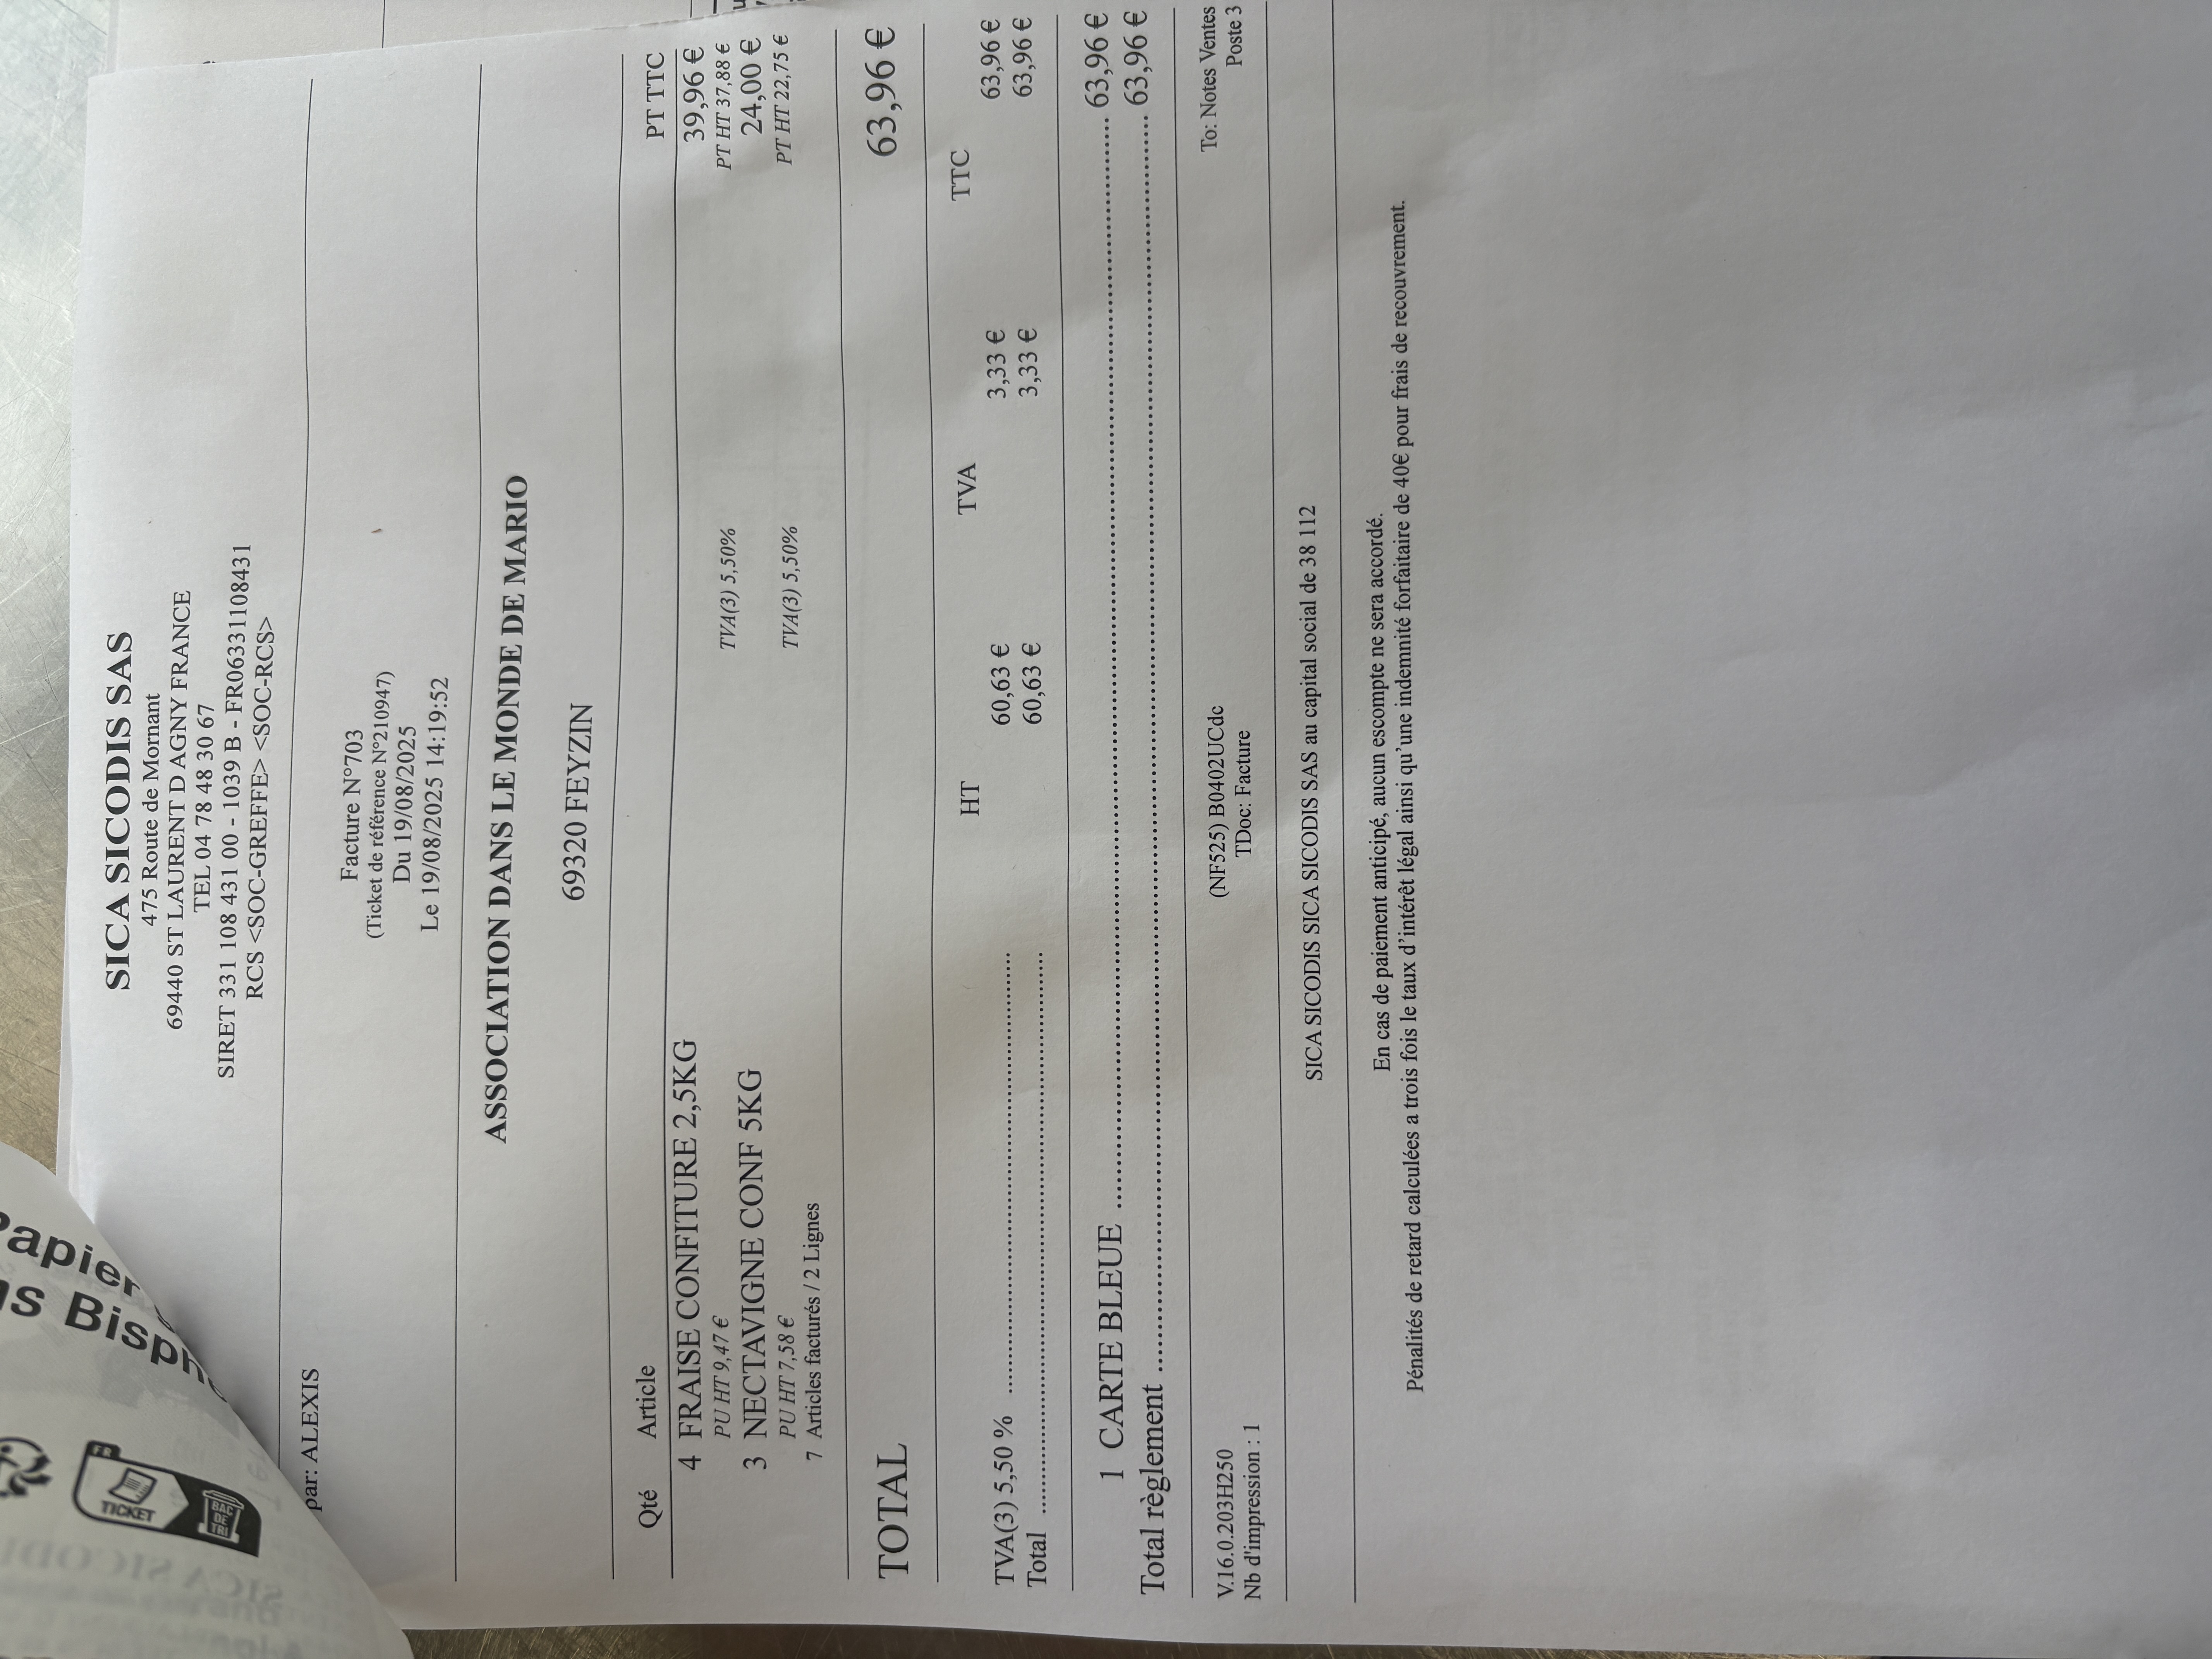 apier
ns Bisph
FR
TICKET
BAC
DE
TRI
SICA SICODIS SAS
475 Route de Mornant
69440 ST LAURENT D AGNY FRANCE
TEL 04 78 48 30 67
SIRET 331 108 431 00 - 1039 B - FR06331108431
RCS <SOC-GREFFE> <SOC-RCS>
par: ALEXIS
Facture N°703
(Ticket de référence N°210947)
Du 19/08/2025
Le 19/08/2025 14:19:52
ASSOCIATION DANS LE MONDE DE MARIO
69320 FEYZIN
Qté Article PT TTC
4 FRAISE CONFITURE 2,5KG 39,96 €
PU HT 9,47 € TVA(3) 5,50% PT HT 37,88 €
3 NECTAVIGNE CONF 5KG 24,00 €
PU HT 7,58 € TVA(3) 5,50% PT HT 22,75 €
7 Articles facturés / 2 Lignes
TOTAL 63,96 €
HT TVA TTC
TVA(3) 5,50 % ........................ 60,63 € 3,33 € 63,96 €
Total ........................ 60,63 € 3,33 € 63,96 €
1 CARTE BLEUE ........................ 63,96 €
Total règlement ........................ 63,96 €
V.16.0.203H250 (NF525) B0402UCdc To: Notes Ventes
Nb d'impression : 1 TDoc: Facture Poste 3
SICA SICODIS SICA SICODIS SAS au capital social de 38 112
En cas de paiement anticipé, aucun escompte ne sera accordé.
Pénalités de retard calculées a trois fois le taux d’intérêt légal ainsi qu’une indemnité forfaitaire de 40€ pour frais de recouvrement.